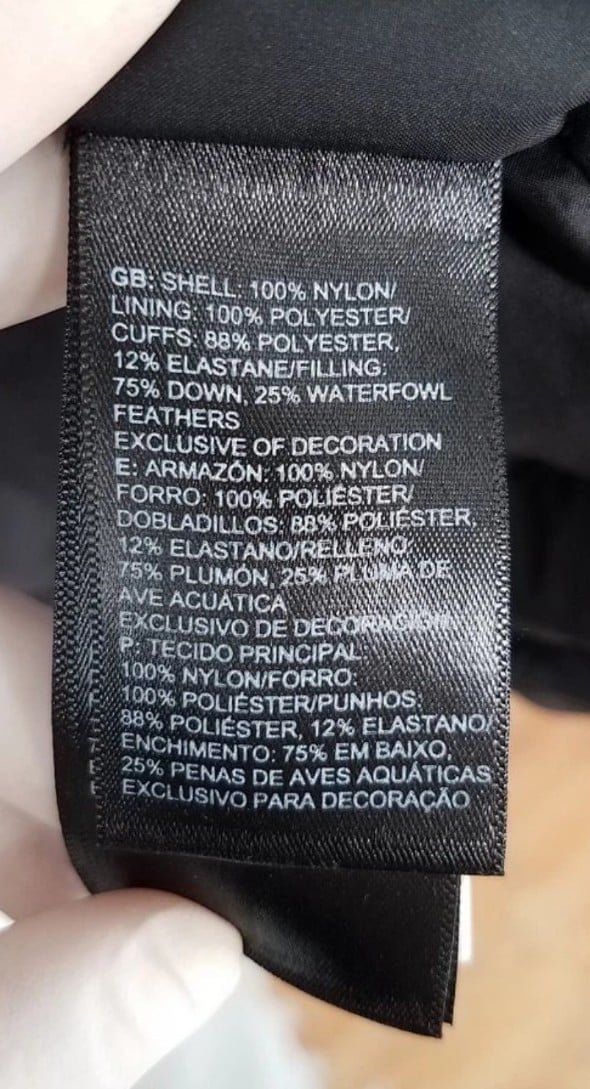 GB: SHELL: 100% NYLON/
LINING: 100% POLYESTER/
CUFFS: 88% POLYESTER,
12% ELASTANE/FILLING:
75% DOWN, 25% WATERFOWL
FEATHERS
EXCLUSIVE OF DECORATION
E: ARMAZÓN: 100% NYLON/
FORRO: 100% POLIÉSTER/
DOBLADILLOS: 88% POLIÉSTER,
12% ELASTANO/RELLENO:
75% PLUMÓN, 25% PLUMA DE
AVE ACUÁTICA
EXCLUSIVO DE DECORACIÓN
P: TECIDO PRINCIPAL:
100% NYLON/FORRO:
100% POLIÉSTER/PUNHOS:
88% POLIÉSTER, 12% ELASTANO/
ENCHIMENTO: 75% EM BAIXO,
25% PENAS DE AVES AQUÁTICAS
EXCLUSIVO PARA DECORAÇÃO